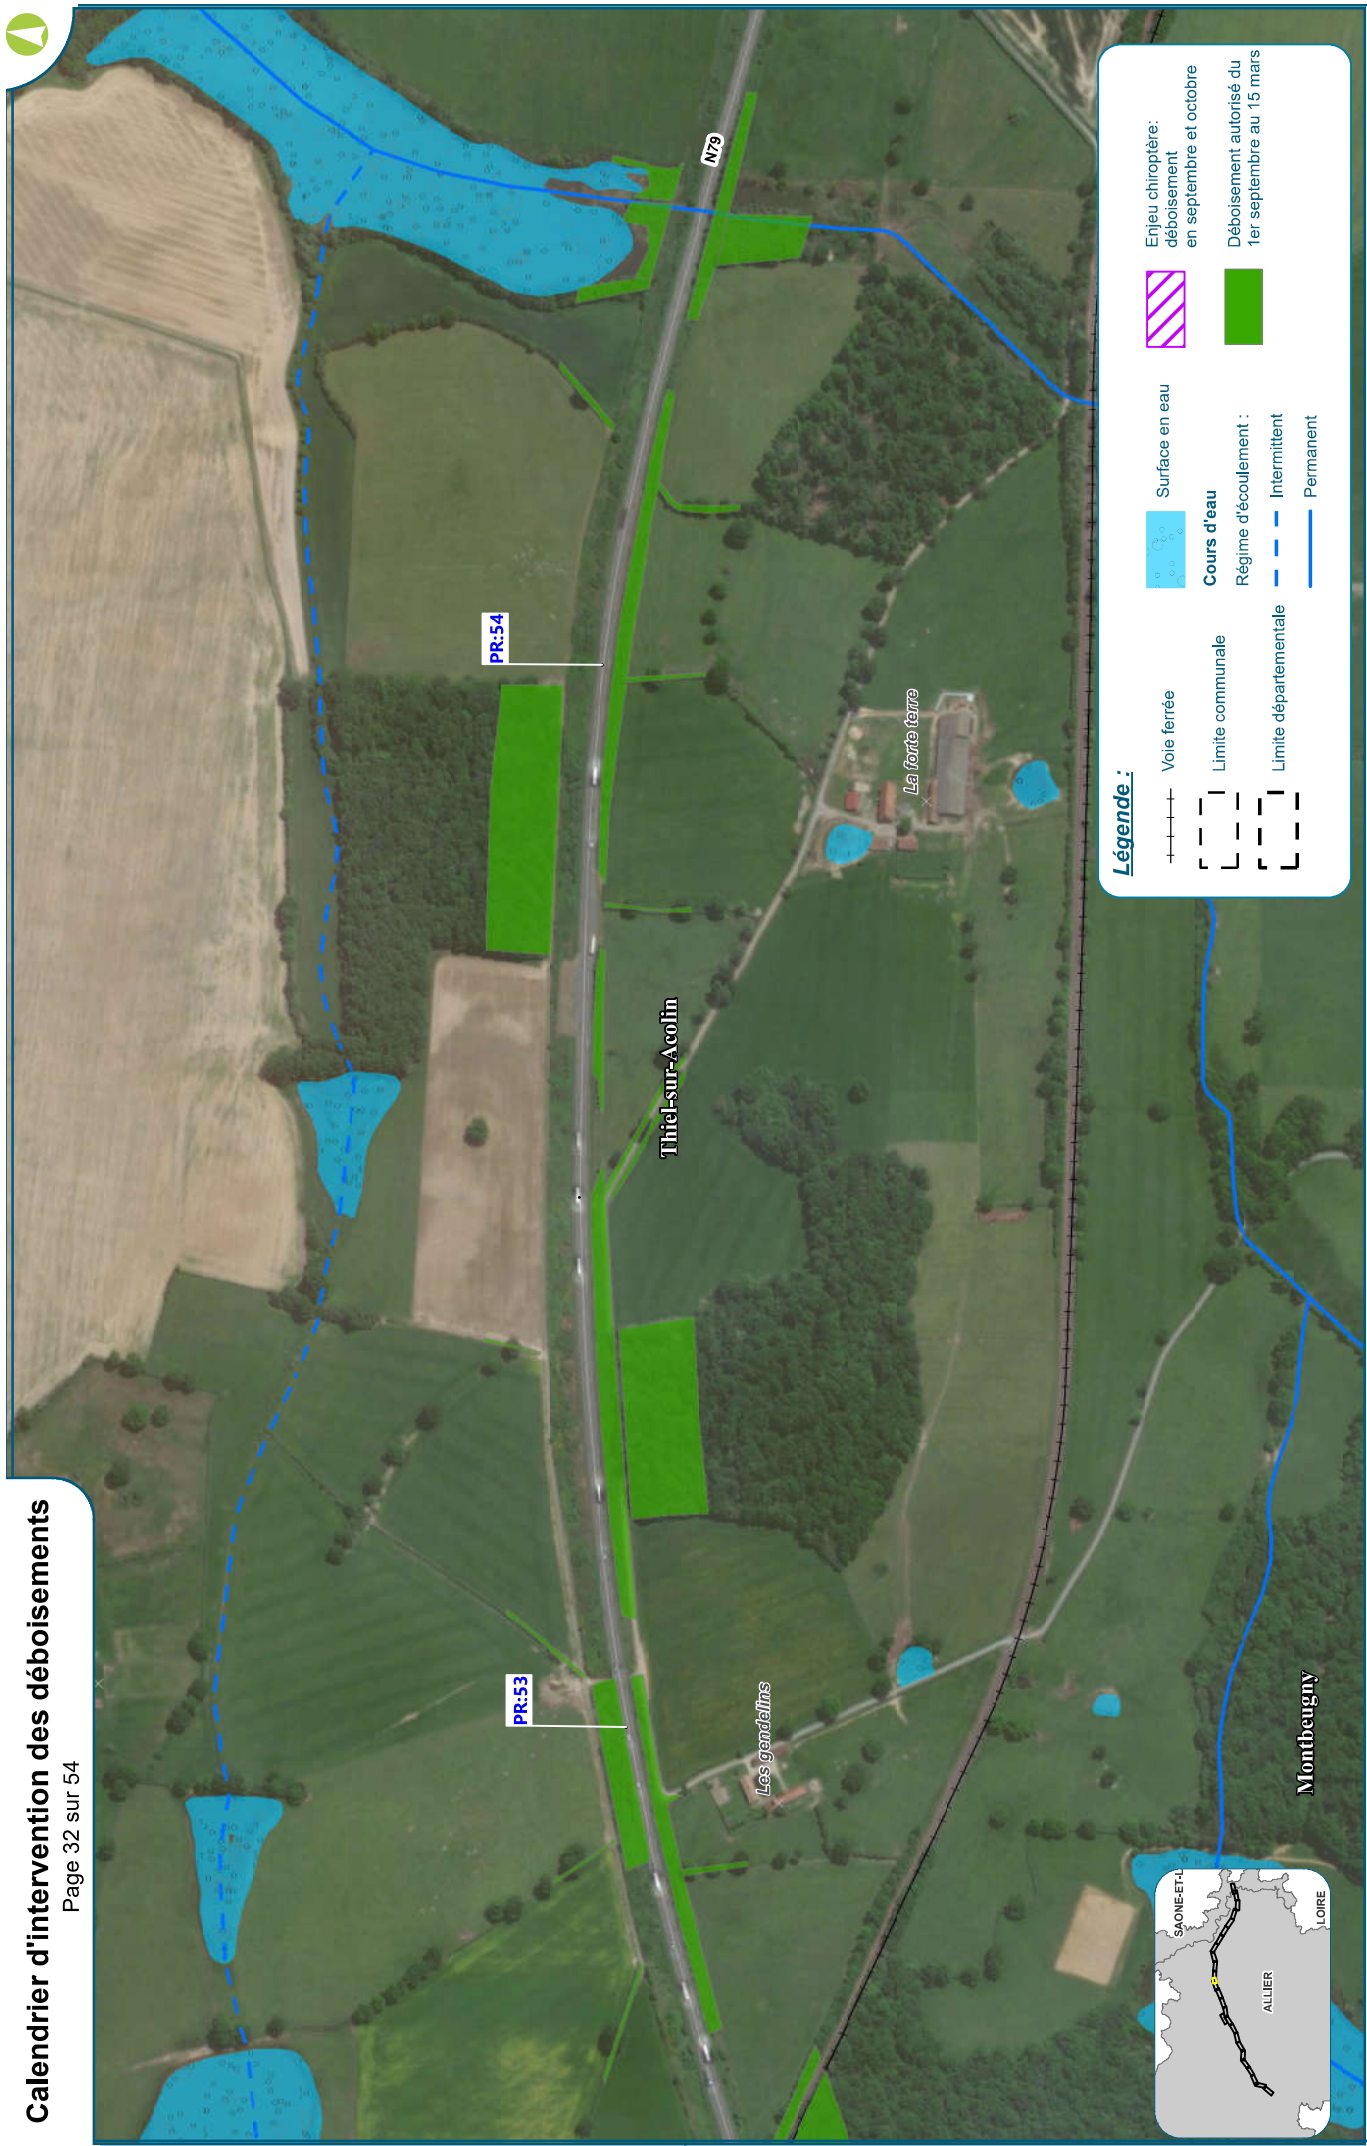 Calendrier d'intervention des déboisements
Page 32 sur 54
PR:53
PR:54
N79
Thiel-sur-Acolin
La forte terre
Les gendelins
Montbeugny
Légende :
Voie ferrée
Limite communale
Limite départementale
Surface en eau
Cours d'eau
Régime d'écoulement :
Intermittent
Permanent
Enjeu chiroptère:
déboisement
en septembre et octobre
Déboisement autorisé du
1er septembre au 15 mars
SAONE-ET-L
ALLIER
LOIRE